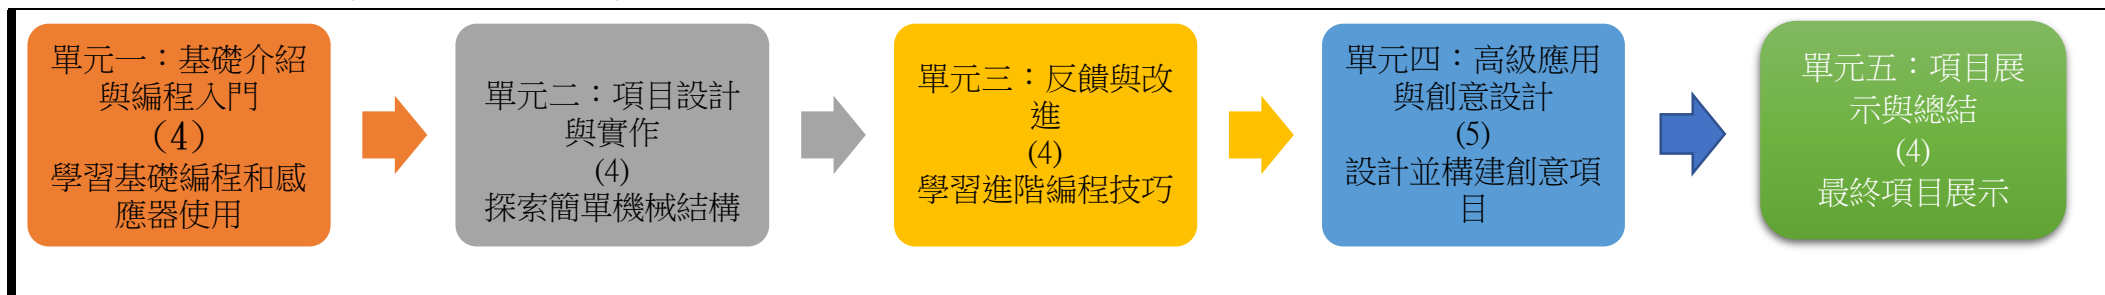 單元一：基礎介紹
與編程入門
(4)
學習基礎編程和感
應器使用
單元二：項目設計
與實作
(4)
探索簡單機械結構
單元三：反饋與改
進
(4)
學習進階編程技巧
單元四：高級應用
與創意設計
(5)
設計並構建創意項
目
單元五：項目展
示與總結
(4)
最終項目展示